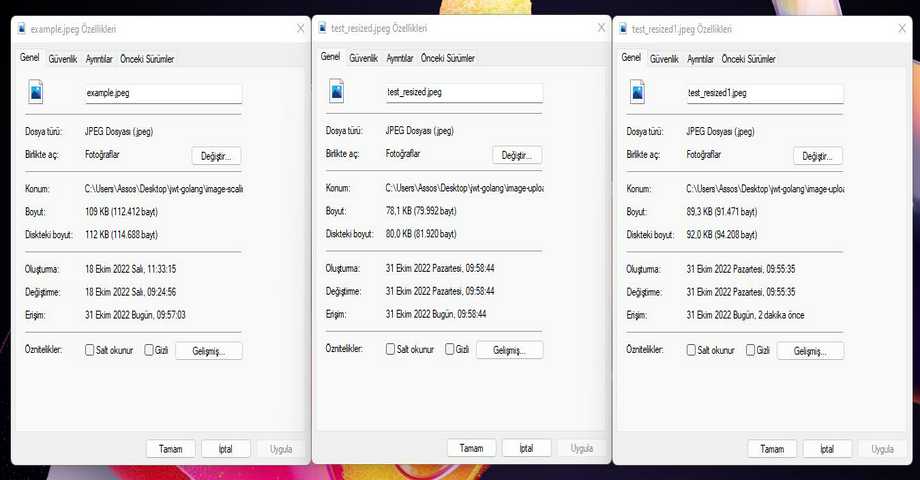 example.jpeg Özellikleri
Genel Güvenlik Ayrıntılar Önceki Sürümler
example.jpeg
Dosya türü: JPEG Dosyası (.jpeg)
Birlikte aç: Fotoğraflar Değiştir...
Konum: C:\Users\Assos\Desktop\jwt-golang\image-scalin
Boyut: 109 KB (112.412 bayt)
Diskteki boyut: 112 KB (114.688 bayt)
Oluşturma: 18 Ekim 2022 Salı, 11:33:15
Değiştirme: 18 Ekim 2022 Salı, 09:24:56
Erişim: 31 Ekim 2022 Bugün, 09:57:03
Öznitelikler: Salt okunur Gizli Gelişmiş...
Tamam İptal Uygula
test_resized.jpeg Özellikleri
Genel Güvenlik Ayrıntılar Önceki Sürümler
test_resized.jpeg
Dosya türü: JPEG Dosyası (.jpeg)
Birlikte aç: Fotoğraflar Değiştir...
Konum: C:\Users\Assos\Desktop\jwt-golang\image-uploa
Boyut: 78,1 KB (79.992 bayt)
Diskteki boyut: 80,0 KB (81.920 bayt)
Oluşturma: 31 Ekim 2022 Pazartesi, 09:58:44
Değiştirme: 31 Ekim 2022 Pazartesi, 09:58:44
Erişim: 31 Ekim 2022 Bugün, 09:58:44
Öznitelikler: Salt okunur Gizli Gelişmiş...
Tamam İptal Uygula
test_resized1.jpeg Özellikleri
Genel Güvenlik Ayrıntılar Önceki Sürümler
test_resized1.jpeg
Dosya türü: JPEG Dosyası (.jpeg)
Birlikte aç: Fotoğraflar Değiştir...
Konum: C:\Users\Assos\Desktop\jwt-golang\image-uploa
Boyut: 89,3 KB (91.471 bayt)
Diskteki boyut: 92,0 KB (94.208 bayt)
Oluşturma: 31 Ekim 2022 Pazartesi, 09:55:35
Değiştirme: 31 Ekim 2022 Pazartesi, 09:55:35
Erişim: 31 Ekim 2022 Bugün, 2 dakika önce
Öznitelikler: Salt okunur Gizli Gelişmiş...
Tamam İptal Uygula